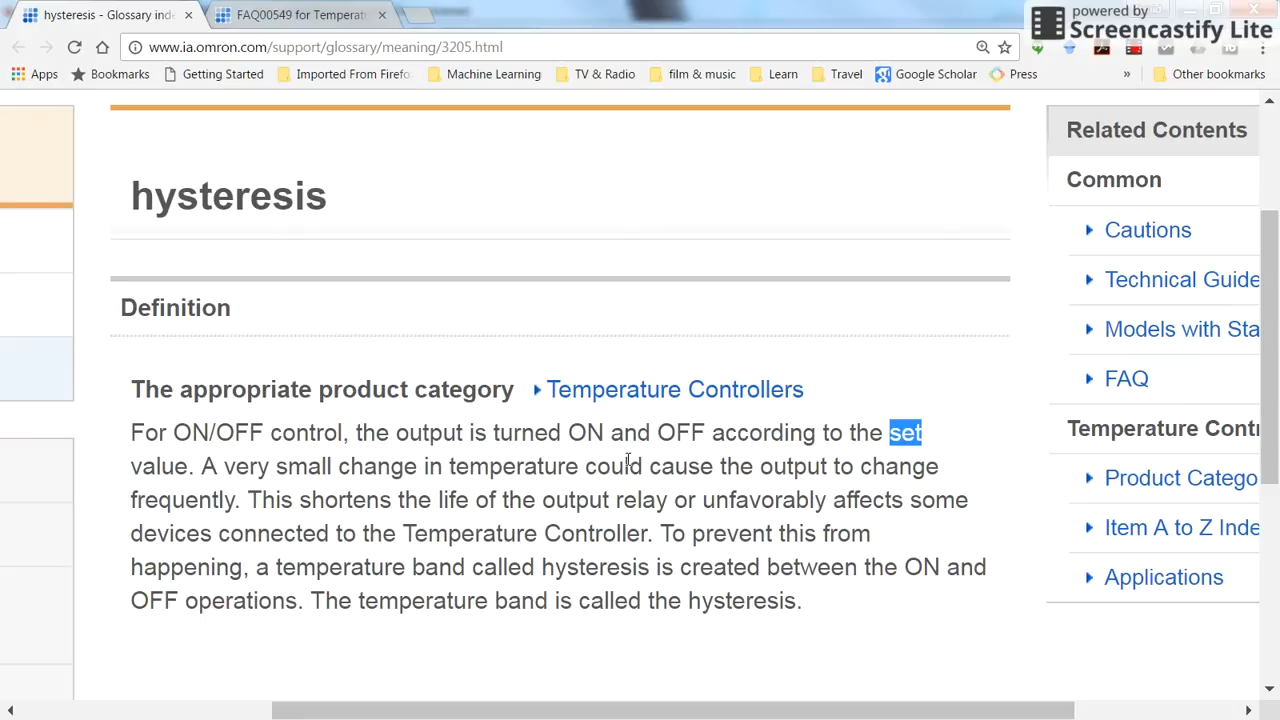 hysteresis - Glossary ind
FAQ00549 for Temperat
powered by
Screencastify Lite
www.ia.omron.com/support/glossary/meaning/3205.html
Apps Bookmarks Getting Started Imported From Firefo Machine Learning TV & Radio film & music Learn Travel Google Scholar Press » Other bookmarks
hysteresis
Definition
The appropriate product category Temperature Controllers
For ON/OFF control, the output is turned ON and OFF according to the set
value. A very small change in temperature could cause the output to change
frequently. This shortens the life of the output relay or unfavorably affects some
devices connected to the Temperature Controller. To prevent this from
happening, a temperature band called hysteresis is created between the ON and
OFF operations. The temperature band is called the hysteresis.
Related Contents
Common
Cautions
Technical Guide
Models with Sta
FAQ
Temperature Contr
Product Catego
Item A to Z Inde
Applications